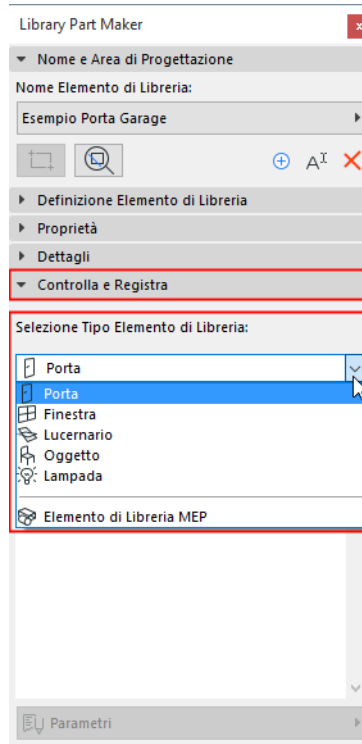 Library Part Maker
Nome e Area di Progettazione
Nome Elemento di Libreria:
Esempio Porta Garage
Definizione Elemento di Libreria
Proprietà
Dettagli
Controlla e Registra
Selezione Tipo Elemento di Libreria:
Porta
Porta
Finestra
Lucernario
Oggetto
Lampada
Elemento di Libreria MEP
Parametri